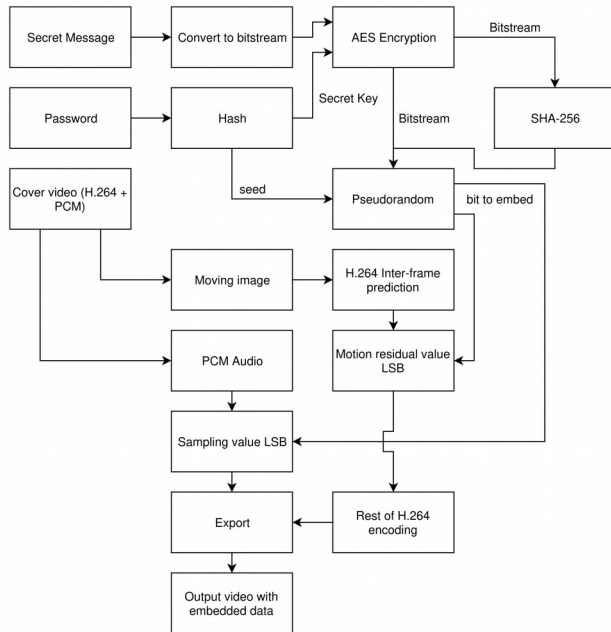 Secret Message
Convert to bitstream
AES Encryption
Bitstream
Secret Key
Bitstream
Password
Hash
SHA-256
Cover video (H.264 +
PCM)
seed
Pseudorandom
bit to embed
Moving image
H.264 Inter-frame
prediction
PCM Audio
Motion residual value
LSB
Sampling value LSB
Export
Rest of H.264
encoding
Output video with
embedded data